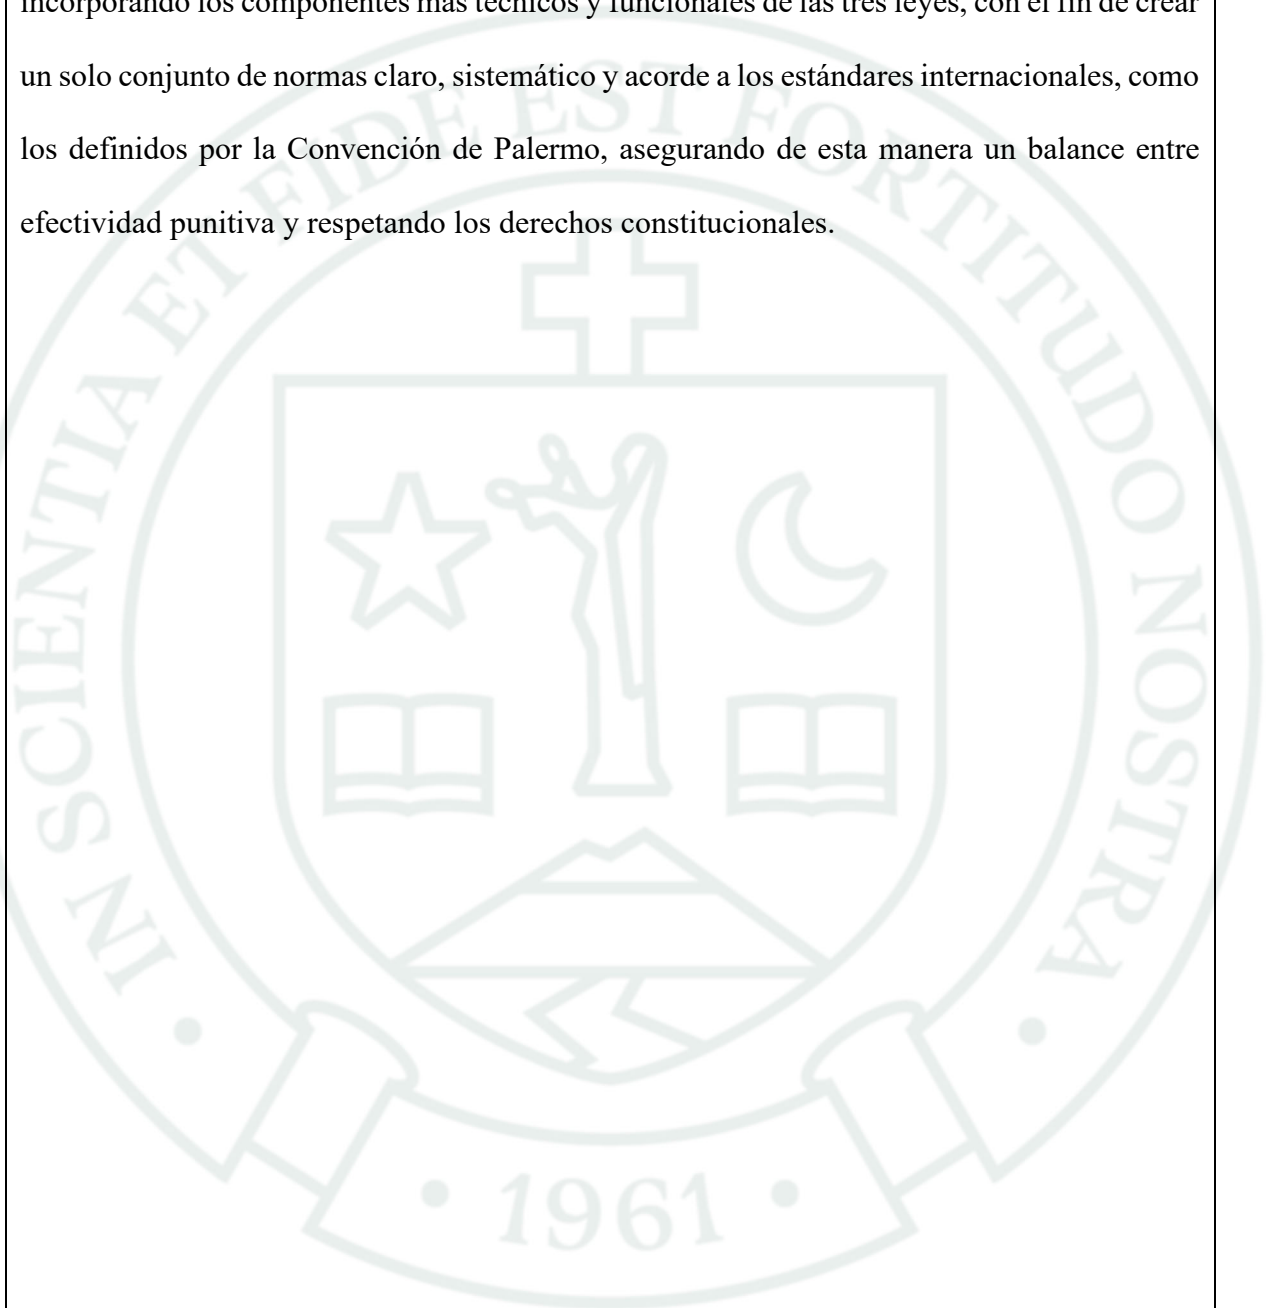 incorporando los componentes más técnicos y funcionales de las tres leyes, con el fin de crear
un solo conjunto de normas claro, sistemático y acorde a los estándares internacionales, como
los definidos por la Convención de Palermo, asegurando de esta manera un balance entre
efectividad punitiva y respetando los derechos constitucionales.
IN SCIENTIA ET FIDE EST FORTITUDO NOSTRA
• 1961 •